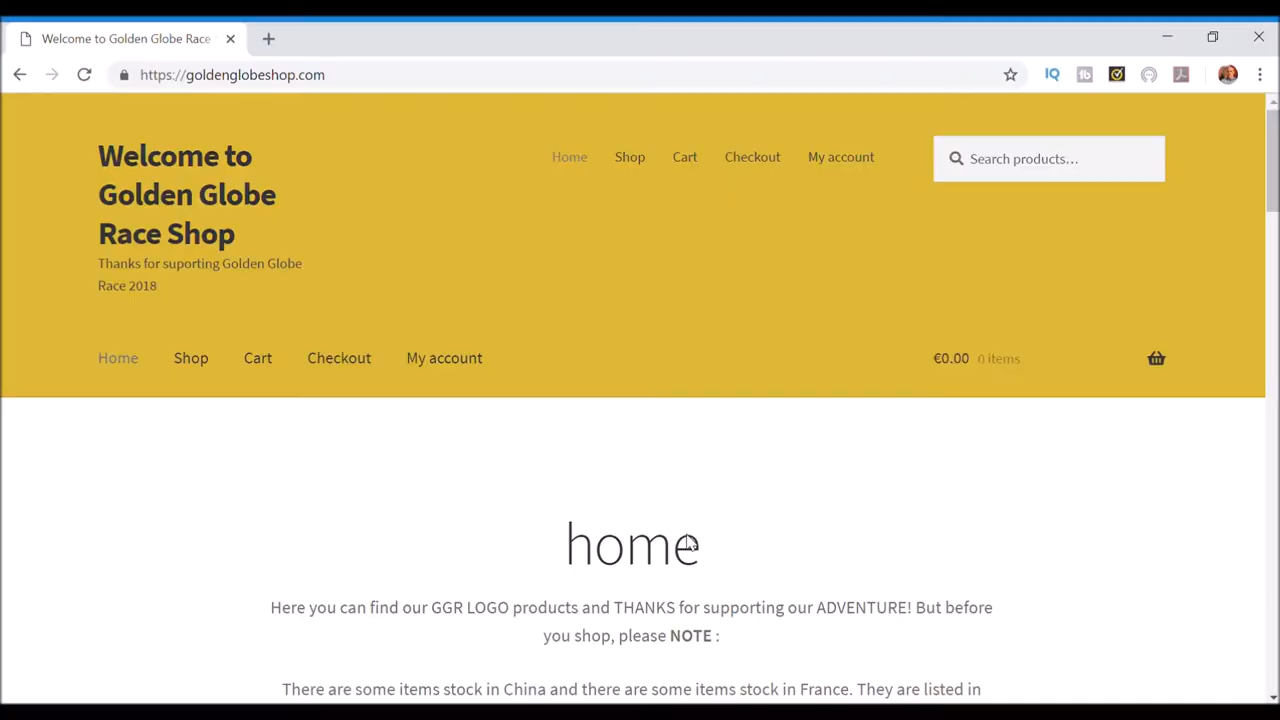 Welcome to Golden Globe Race
https://goldenglobeshop.com
IQ
tb
Welcome to
Golden Globe
Race Shop
Thanks for suporting Golden Globe
Race 2018
Home Shop Cart Checkout My account
Search products...
Home Shop Cart Checkout My account
€0.00 0 items
home
Here you can find our GGR LOGO products and THANKS for supporting our ADVENTURE! But before
you shop, please NOTE :
There are some items stock in China and there are some items stock in France. They are listed in